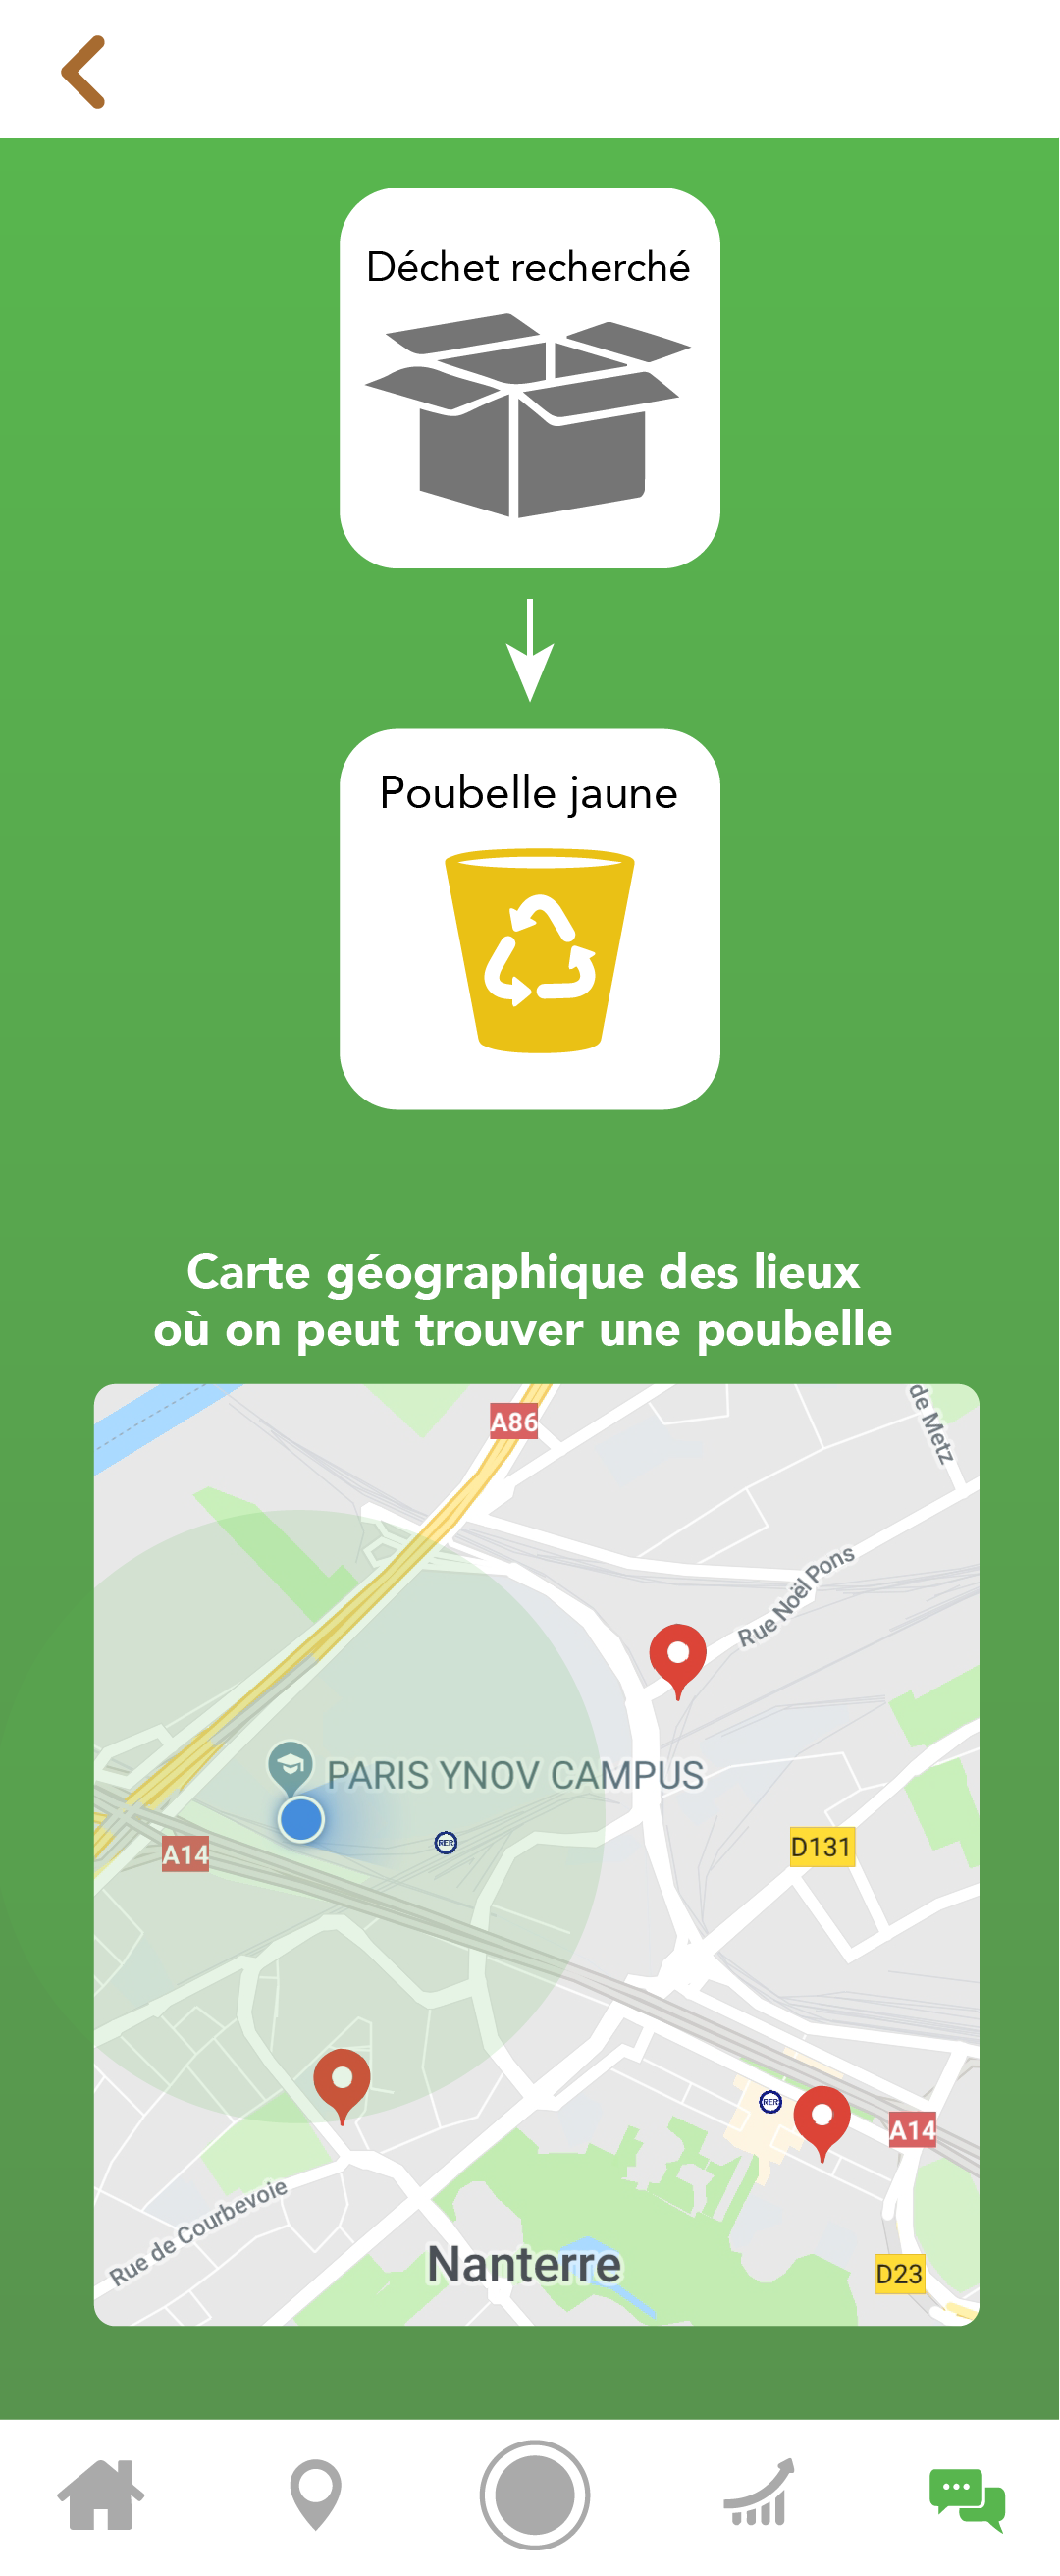 Déchet recherché
Poubelle jaune
Carte géographique des lieux
où on peut trouver une poubelle
A86
de Metz
Rue Noël Pons
PARIS YNOV CAMPUS
RER
D131
A14
RER
A14
Rue de Courbevoie
Nanterre
D23